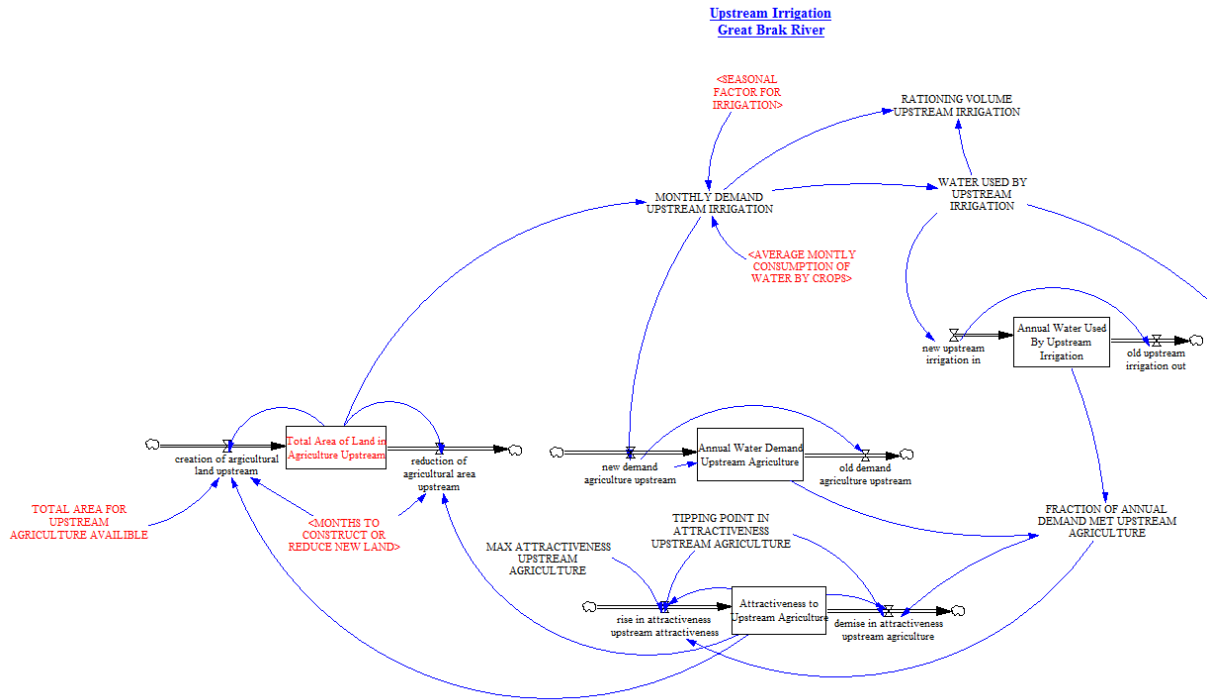 Upstream Irrigation
Great Brak River
<SEASONAL
FACTOR FOR
IRRIGATION>
RATIONING VOLUME
UPSTREAM IRRIGATION
MONTHLY DEMAND
UPSTREAM IRRIGATION
WATER USED BY
UPSTREAM
IRRIGATION
<AVERAGE MONTLY
CONSUMPTION OF
WATER BY CROPS>
new upstream
irrigation in
Annual Water Used
By Upstream
Irrigation
old upstream
irrigation out
creation of argicultural
land upstream
Total Area of Land in
Agriculture Upstream
reduction of
agricultural area
upstream
new demand
agriculture upstream
Annual Water Demand
Upstream Agriculture
old demand
agriculture upstream
TOTAL AREA FOR
UPSTREAM
AGRICULTURE AVAILIBLE
<MONTHS TO
CONSTRUCT OR
REDUCE NEW LAND>
MAX ATTRACTIVENESS
UPSTREAM
AGRICULTURE
TIPPING POINT IN
ATTRACTIVENESS
UPSTREAM AGRICULTURE
FRACTION OF ANNUAL
DEMAND MET UPSTREAM
AGRICULTURE
rise in attractiveness
upstream attractiveness
Attractiveness to
Upstream Agriculture
demise in attractiveness
upstream agriculture